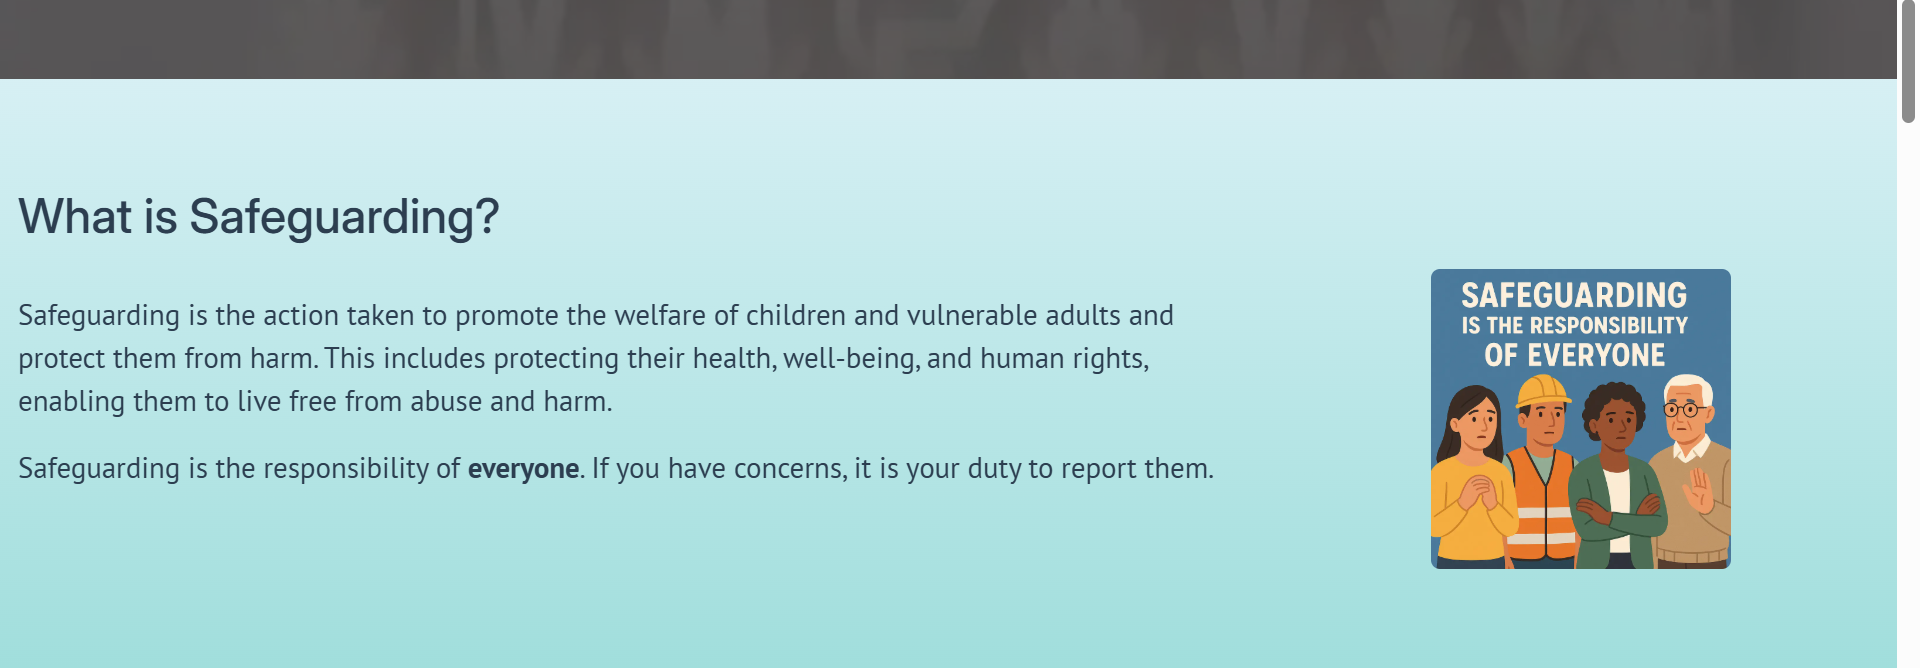 What is Safeguarding?
Safeguarding is the action taken to promote the welfare of children and vulnerable adults and
protect them from harm. This includes protecting their health, well-being, and human rights,
enabling them to live free from abuse and harm.
Safeguarding is the responsibility of everyone. If you have concerns, it is your duty to report them.
SAFEGUARDING
IS THE RESPONSIBILITY
OF EVERYONE